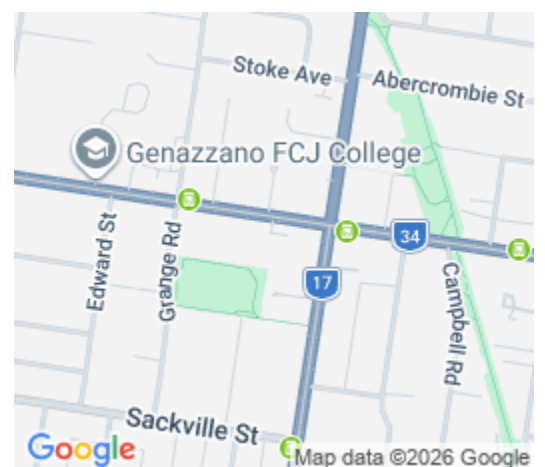 Stoke Ave
Abercrombie St
Genazzano FCJ College
34
Edward St
Grange Rd
17
Campbell Rd
Sackville St
Google
Map data ©2026 Google